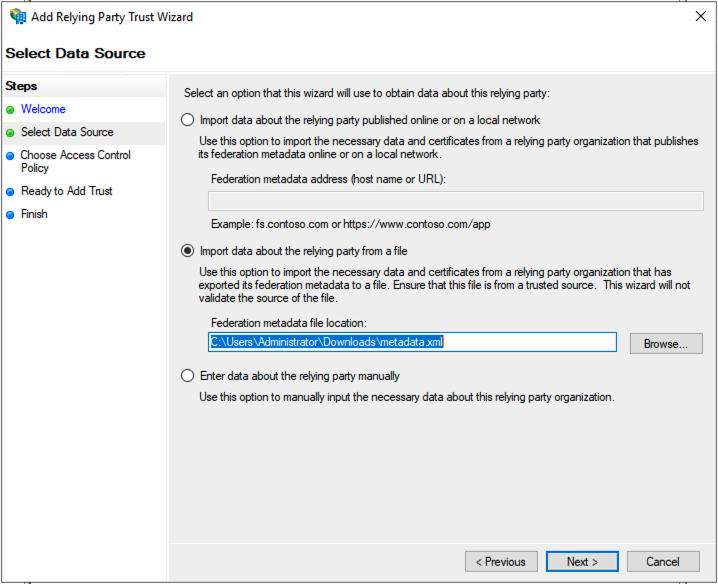 Add Relying Party Trust Wizard
Select Data Source
Steps
Welcome
Select Data Source
Choose Access Control
Policy
Ready to Add Trust
Finish
Select an option that this wizard will use to obtain data about this relying party:
Import data about the relying party published online or on a local network
Use this option to import the necessary data and certificates from a relying party organization that publishes
its federation metadata online or on a local network.
Federation metadata address (host name or URL):
Example: fs.contoso.com or https://www.contoso.com/app
Import data about the relying party from a file
Use this option to import the necessary data and certificates from a relying party organization that has
exported its federation metadata to a file. Ensure that this file is from a trusted source.  This wizard will not
validate the source of the file.
Federation metadata file location:
C:\Users\Administrator\Downloads\metadata.xml
Browse...
Enter data about the relying party manually
Use this option to manually input the necessary data about this relying party organization.
< Previous
Next >
Cancel